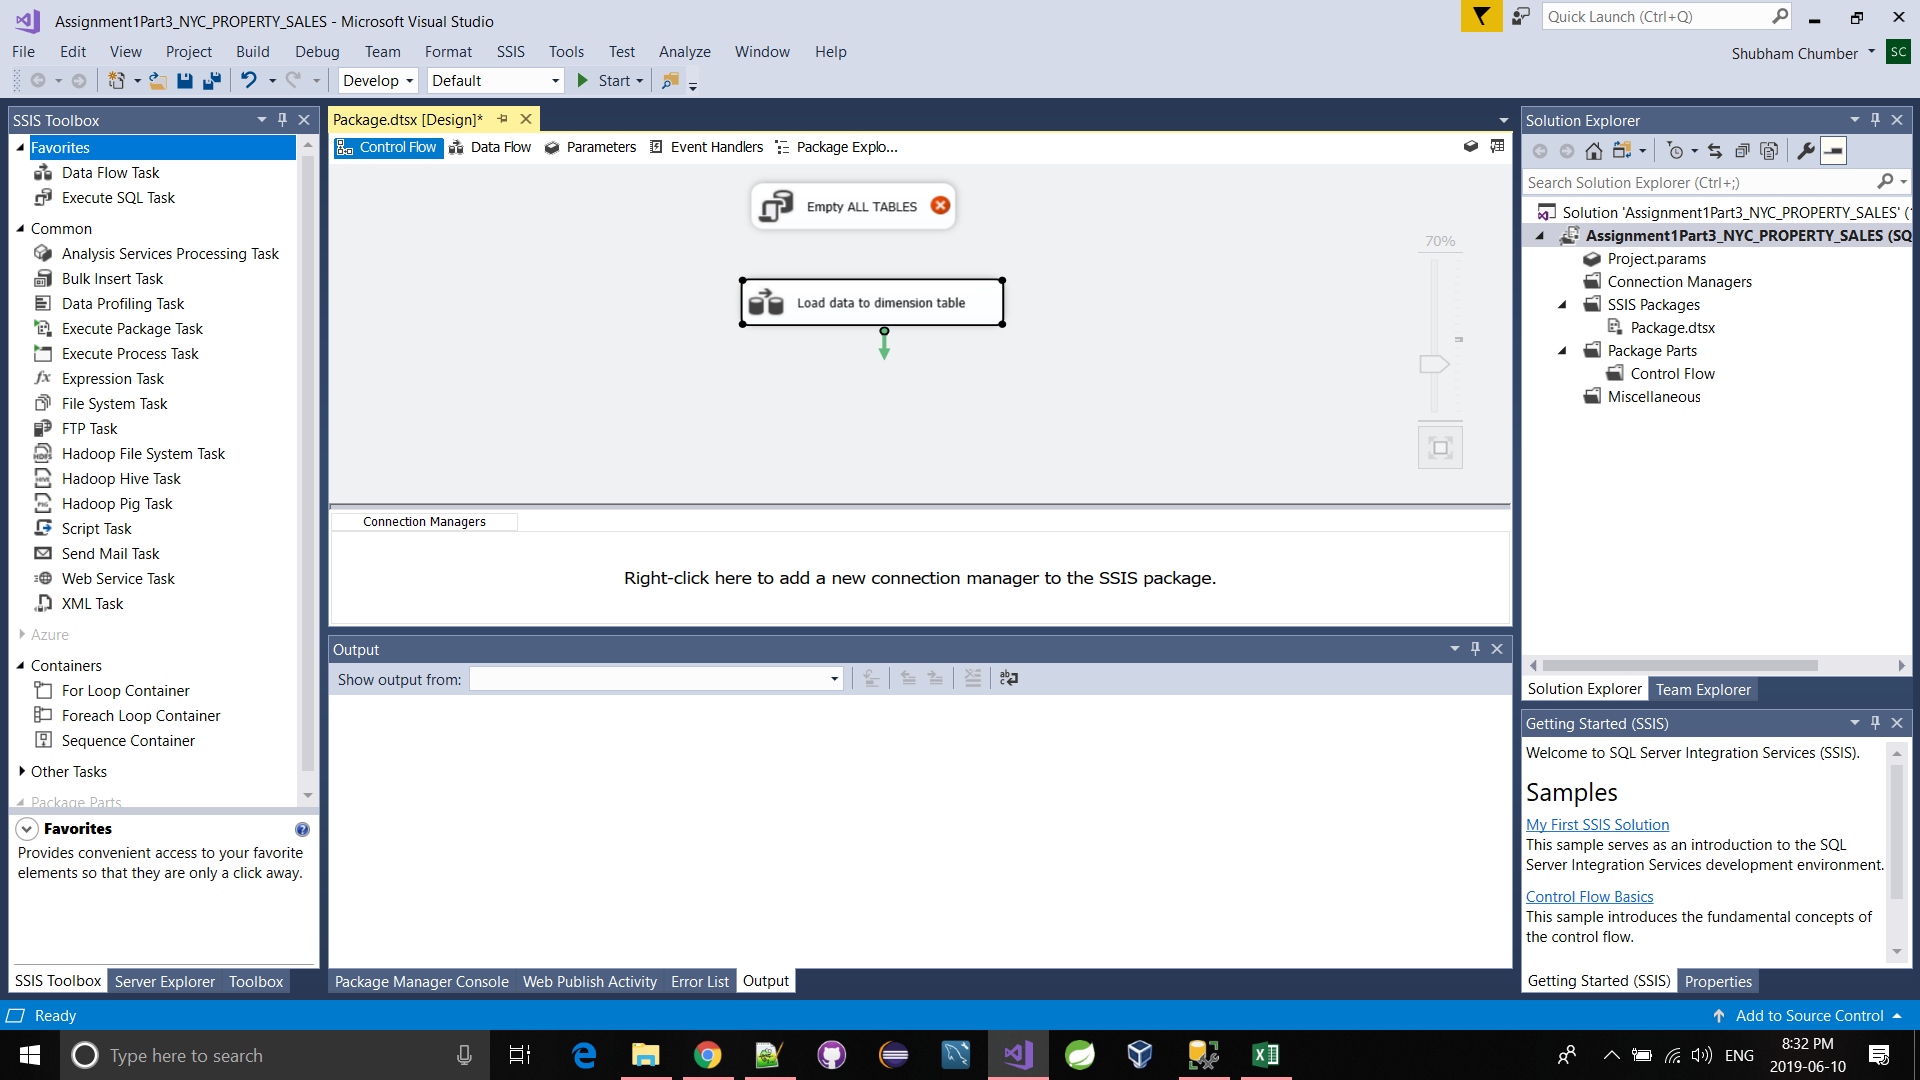 Assignment1Part3_NYC_PROPERTY_SALES - Microsoft Visual Studio
Quick Launch (Ctrl+Q)
File Edit View Project Build Debug Team Format SSIS Tools Test Analyze Window Help
Shubham Chumber SC
Develop Default Start
SSIS Toolbox
Favorites
Data Flow Task
Execute SQL Task
Common
Analysis Services Processing Task
Bulk Insert Task
Data Profiling Task
Execute Package Task
Execute Process Task
Expression Task
File System Task
FTP Task
Hadoop File System Task
Hadoop Hive Task
Hadoop Pig Task
Script Task
Send Mail Task
Web Service Task
XML Task
Azure
Containers
For Loop Container
Foreach Loop Container
Sequence Container
Other Tasks
Package Parts
Favorites
Provides convenient access to your favorite
elements so that they are only a click away.
SSIS Toolbox Server Explorer Toolbox
Package.dtsx [Design]*
Control Flow Data Flow Parameters Event Handlers Package Explo...
Empty ALL TABLES
Load data to dimension table
70%
Connection Managers
Right-click here to add a new connection manager to the SSIS package.
Output
Show output from:
Package Manager Console Web Publish Activity Error List Output
Solution Explorer
Search Solution Explorer (Ctrl+;)
Solution 'Assignment1Part3_NYC_PROPERTY_SALES' (
Assignment1Part3_NYC_PROPERTY_SALES (SQ
Project.params
Connection Managers
SSIS Packages
Package.dtsx
Package Parts
Control Flow
Miscellaneous
Solution Explorer Team Explorer
Getting Started (SSIS)
Welcome to SQL Server Integration Services (SSIS).
Samples
My First SSIS Solution
This sample serves as an introduction to the SQL
Server Integration Services development environment.
Control Flow Basics
This sample introduces the fundamental concepts of
the control flow.
Getting Started (SSIS) Properties
Ready
Add to Source Control
Type here to search
ENG
8:32 PM
2019-06-10